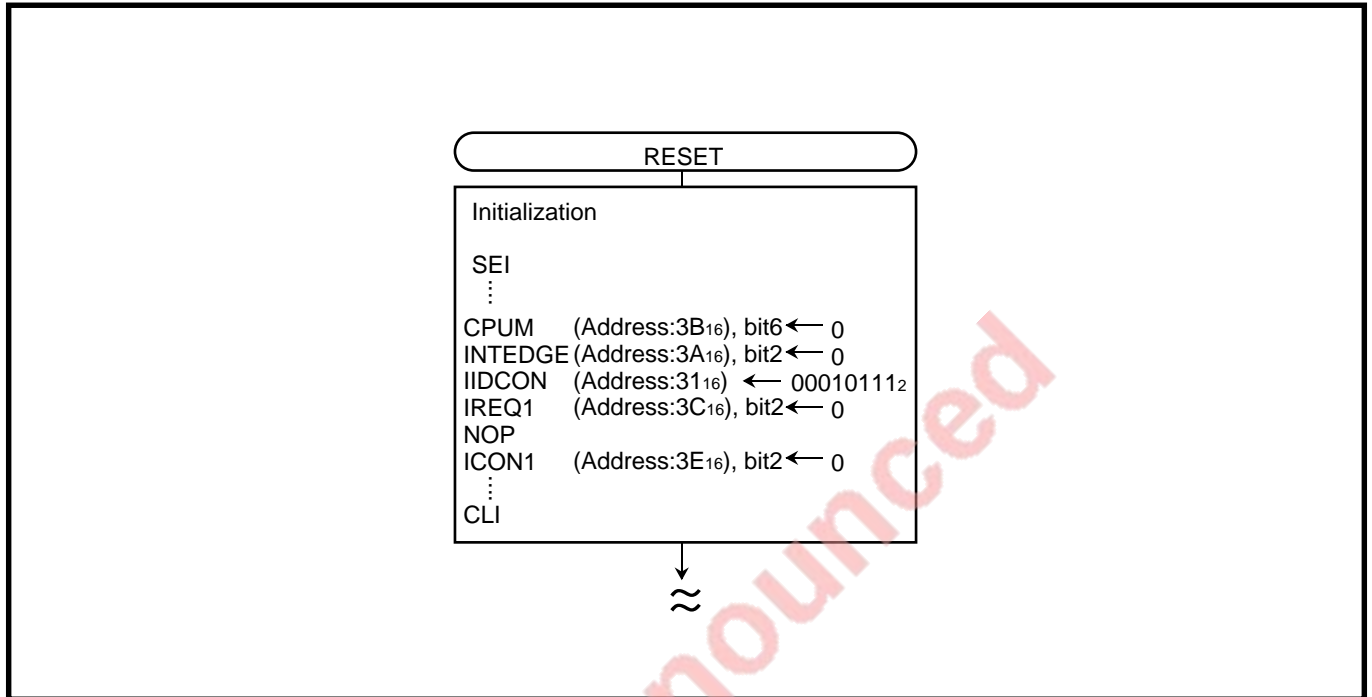 RESET
Initialization
SEI
CPUM (Address:3B16), bit6 ← 0
INTEDGE (Address:3A16), bit2 ← 0
IIDCON (Address:3116) ← 000101112
IREQ1 (Address:3C16), bit2 ← 0
NOP
ICON1 (Address:3E16), bit2 ← 0
CLI
nounced